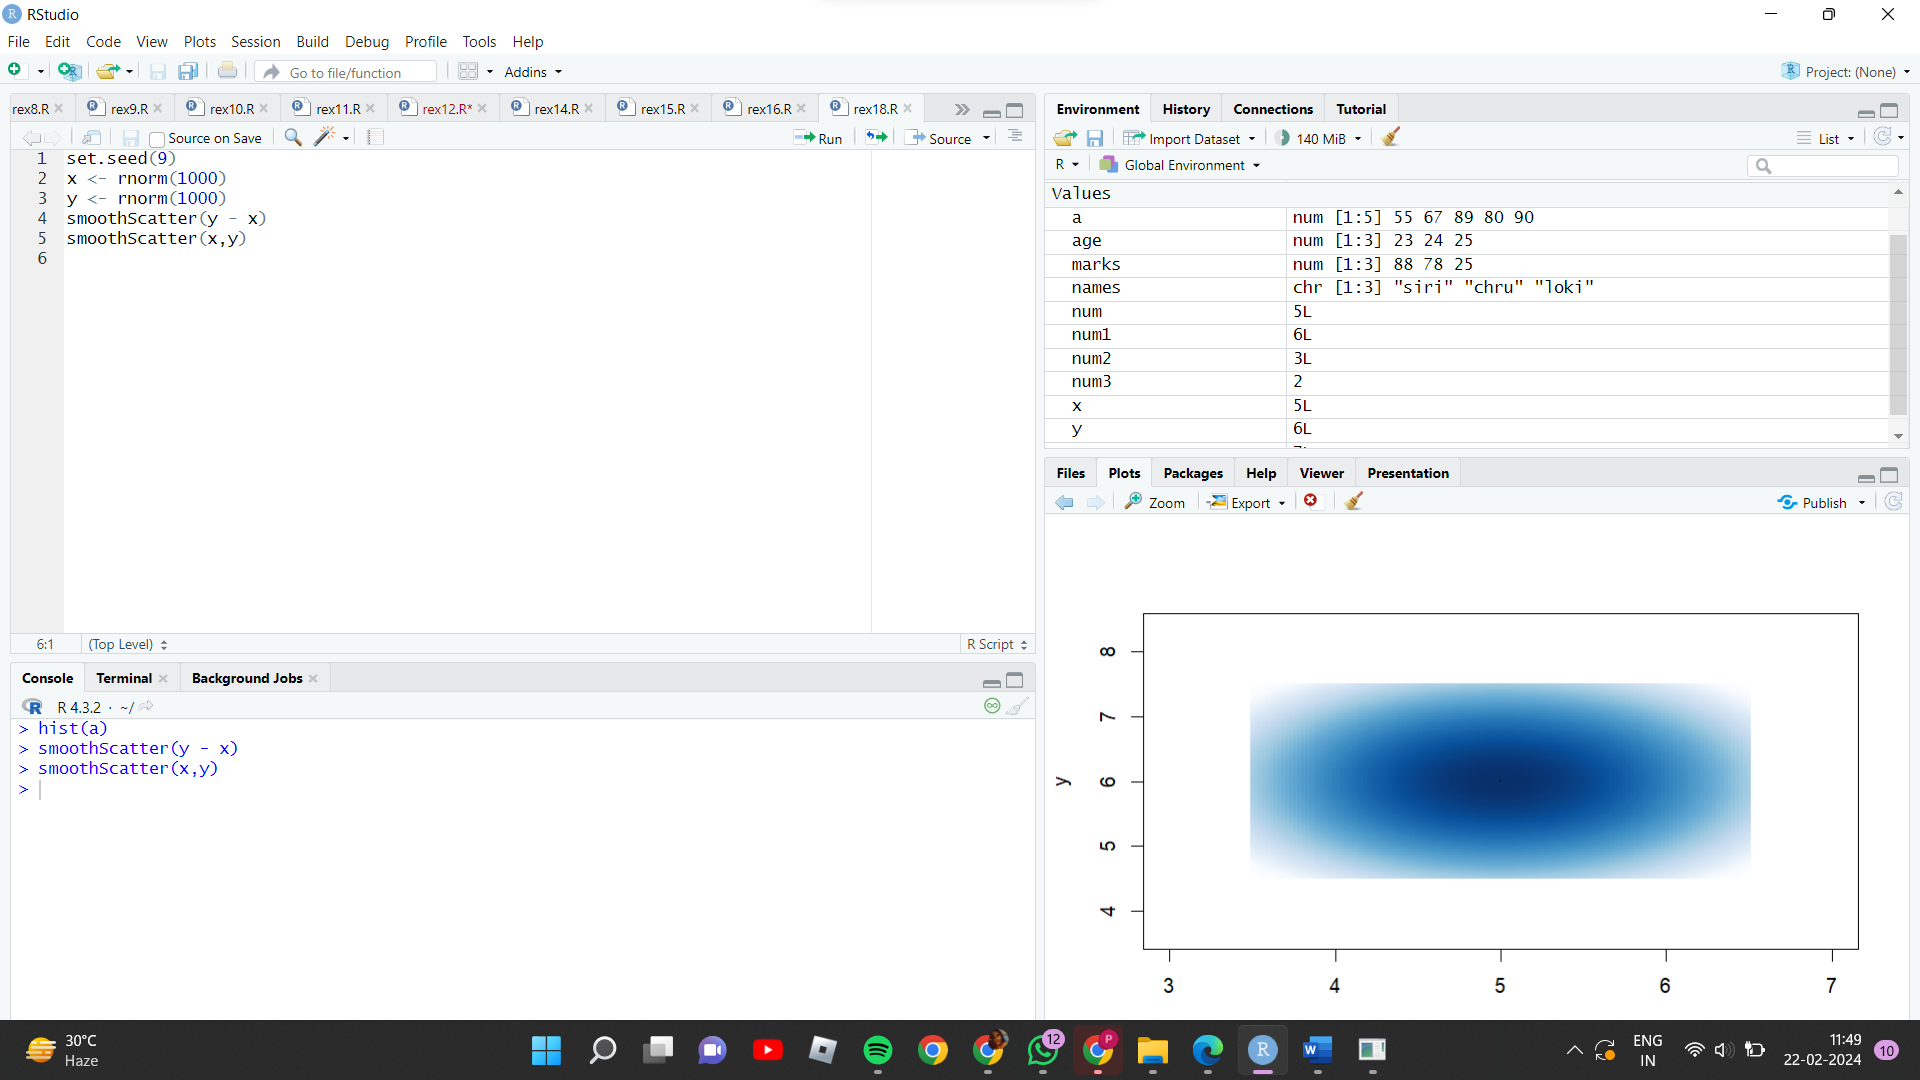 RStudio
File Edit Code View Plots Session Build Debug Profile Tools Help
Go to file/function Addins Project: (None)
rex8.R rex9.R rex10.R rex11.R rex12.R* rex14.R rex15.R rex16.R rex18.R
Source on Save Run Source
1 set.seed(9)
2 x <- rnorm(1000)
3 y <- rnorm(1000)
4 smoothScatter(y - x)
5 smoothScatter(x,y)
6
6:1 (Top Level) R Script
Console Terminal Background Jobs
R 4.3.2 · ~/
> hist(a)
> smoothScatter(y - x)
> smoothScatter(x,y)
>
Environment History Connections Tutorial
Import Dataset 140 MiB List
R Global Environment
Values
a num [1:5] 55 67 89 80 90
age num [1:3] 23 24 25
marks num [1:3] 88 78 25
names chr [1:3] "siri" "chru" "loki"
num 5L
num1 6L
num2 3L
num3 2
x 5L
y 6L
Files Plots Packages Help Viewer Presentation
Zoom Export Publish
8
7
6
5
4
y
3 4 5 6 7
30°C
Haze
12
P
ENG
IN
11:49
22-02-2024
10